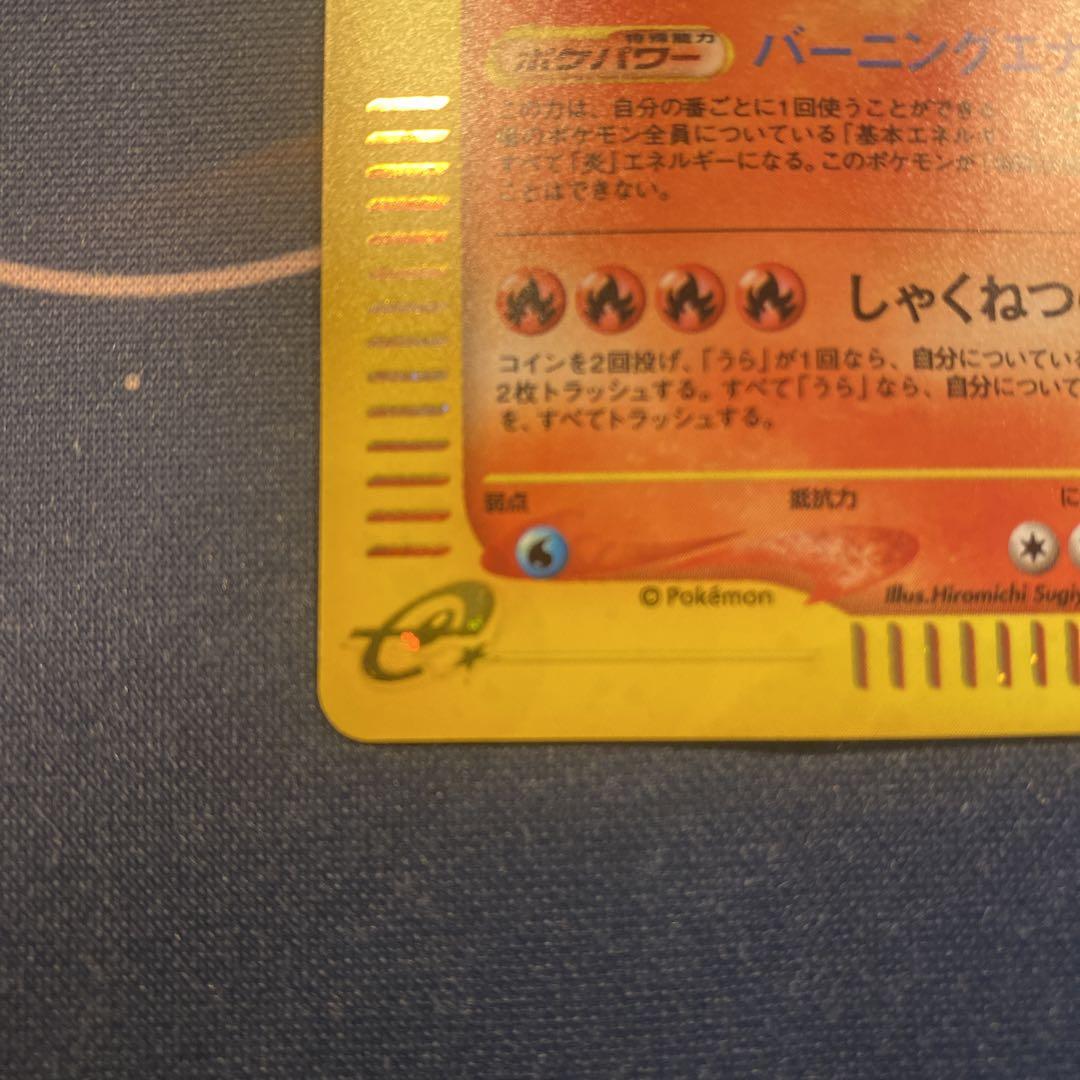 特殊能力
ポケパワー バーニングエナ
この力は、自分の番ごとに1回使うことができ
場のポケモン全員についている「基本エネルギ
すべて「炎」エネルギーになる。このポケモンが
ことはできない。
しゃくねつ
コインを2回投げ、「うら」が1回なら、自分についている
2枚トラッシュする。すべて「うら」なら、自分について
を、すべてトラッシュする。
弱点 抵抗力 に
© Pokémon Illus.Hiromichi Sugiy
e